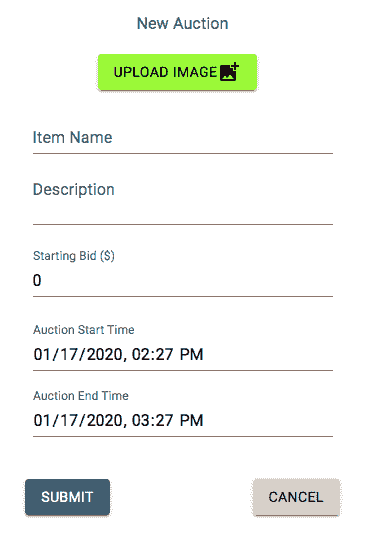 New Auction
UPLOAD IMAGE
Item Name
Description
Starting Bid ($)
0
Auction Start Time
01/17/2020, 02:27 PM
Auction End Time
01/17/2020, 03:27 PM
SUBMIT CANCEL